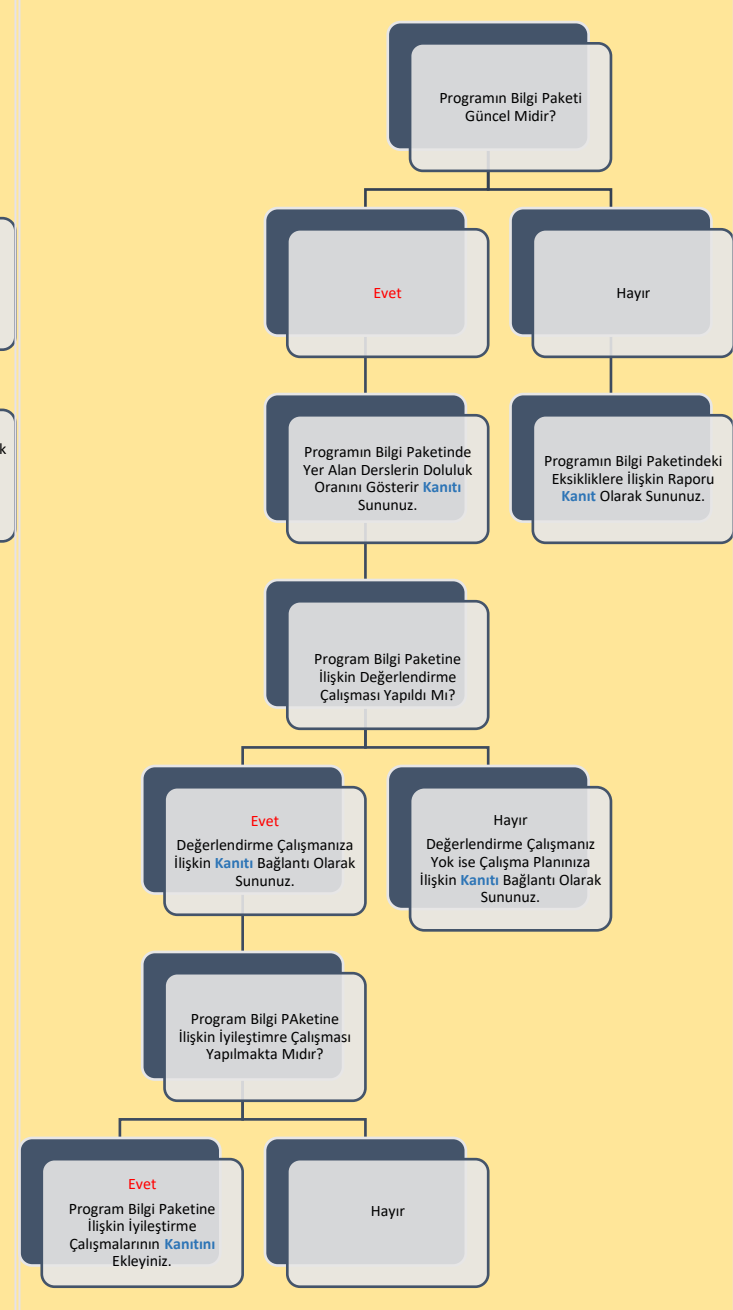 Programın Bilgi Paketi
Güncel Midir?
Evet
Hayır
Programın Bilgi Paketinde
Yer Alan Derslerin Doluluk
Oranını Gösterir Kanıtı
Sununuz.
Programın Bilgi Paketindeki
Eksikliklere İlişkin Raporu
Kanıt Olarak Sununuz.
k
Program Bilgi Paketine
İlişkin Değerlendirme
Çalışması Yapıldı Mı?
Evet
Değerlendirme Çalışmanıza
İlişkin Kanıtı Bağlantı Olarak
Sununuz.
Hayır
Değerlendirme Çalışmanız
Yok ise Çalışma Planınıza
İlişkin Kanıtı Bağlantı Olarak
Sununuz.
Program Bilgi PAketine
İlişkin İyileştimre Çalışması
Yapılmakta Mıdır?
Evet
Program Bilgi Paketine
İlişkin İyileştirme
Çalışmalarının Kanıtını
Ekleyiniz.
Hayır